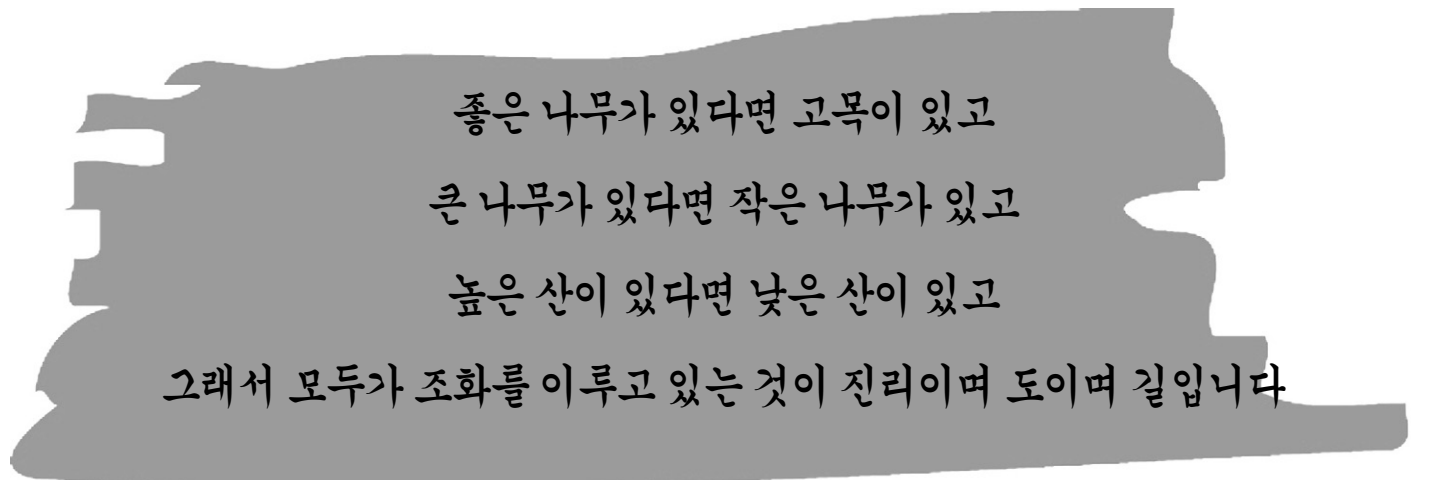 좋은 나무가 있다면 고목이 있고
큰 나무가 있다면 작은 나무가 있고
높은 산이 있다면 낮은 산이 있고
그래서 모두가 조화를 이루고 있는 것이 진리이며 도이며 길입니다